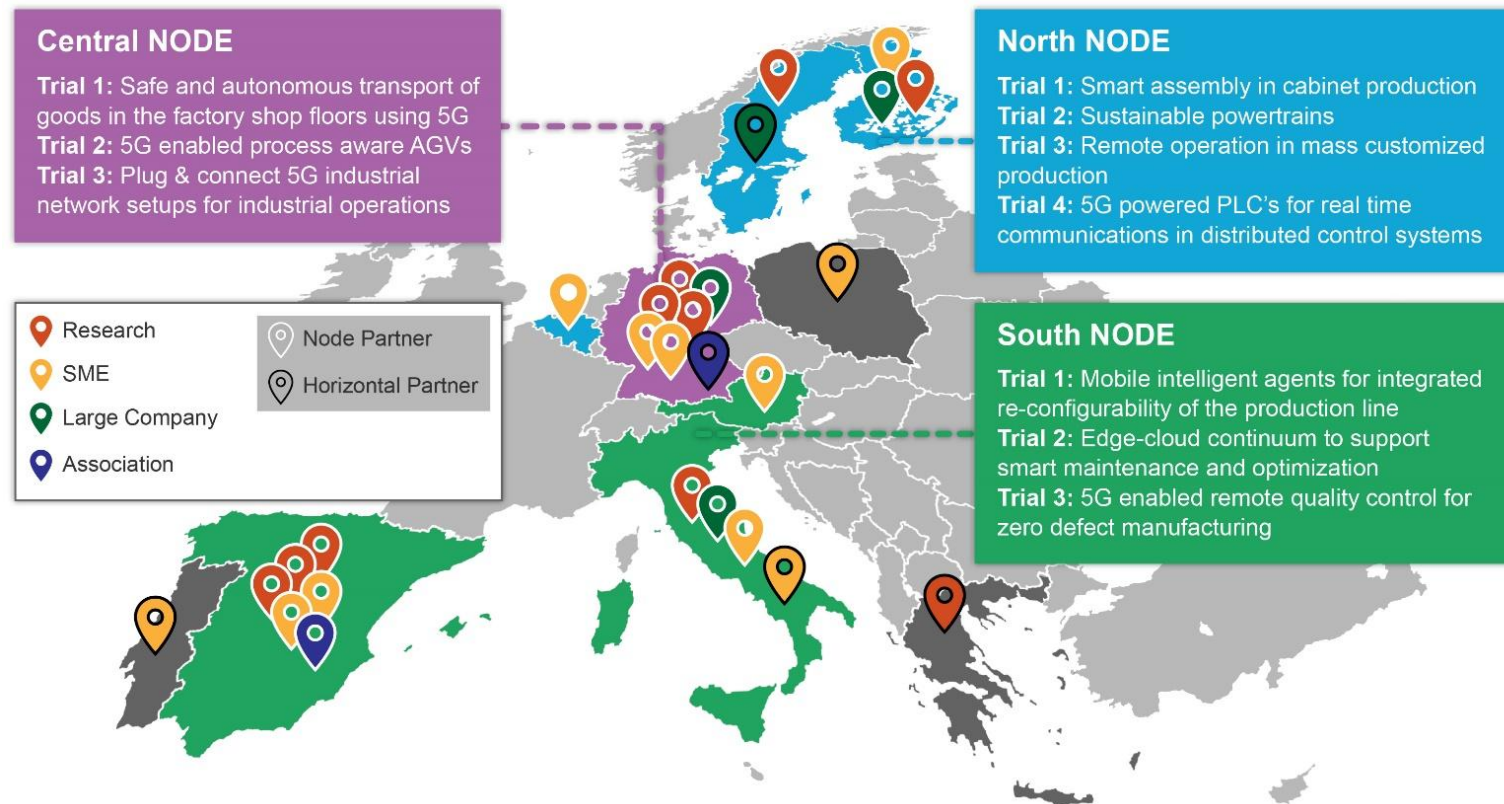 Central NODE
Trial 1: Safe and autonomous transport of
goods in the factory shop floors using 5G
Trial 2: 5G enabled process aware AGVs
Trial 3: Plug & connect 5G industrial
network setups for industrial operations
North NODE
Trial 1: Smart assembly in cabinet production
Trial 2: Sustainable powertrains
Trial 3: Remote operation in mass customized
production
Trial 4: 5G powered PLC's for real time
communications in distributed control systems
Research
SME
Large Company
Association
Node Partner
Horizontal Partner
South NODE
Trial 1: Mobile intelligent agents for integrated
re-configurability of the production line
Trial 2: Edge-cloud continuum to support
smart maintenance and optimization
Trial 3: 5G enabled remote quality control for
zero defect manufacturing